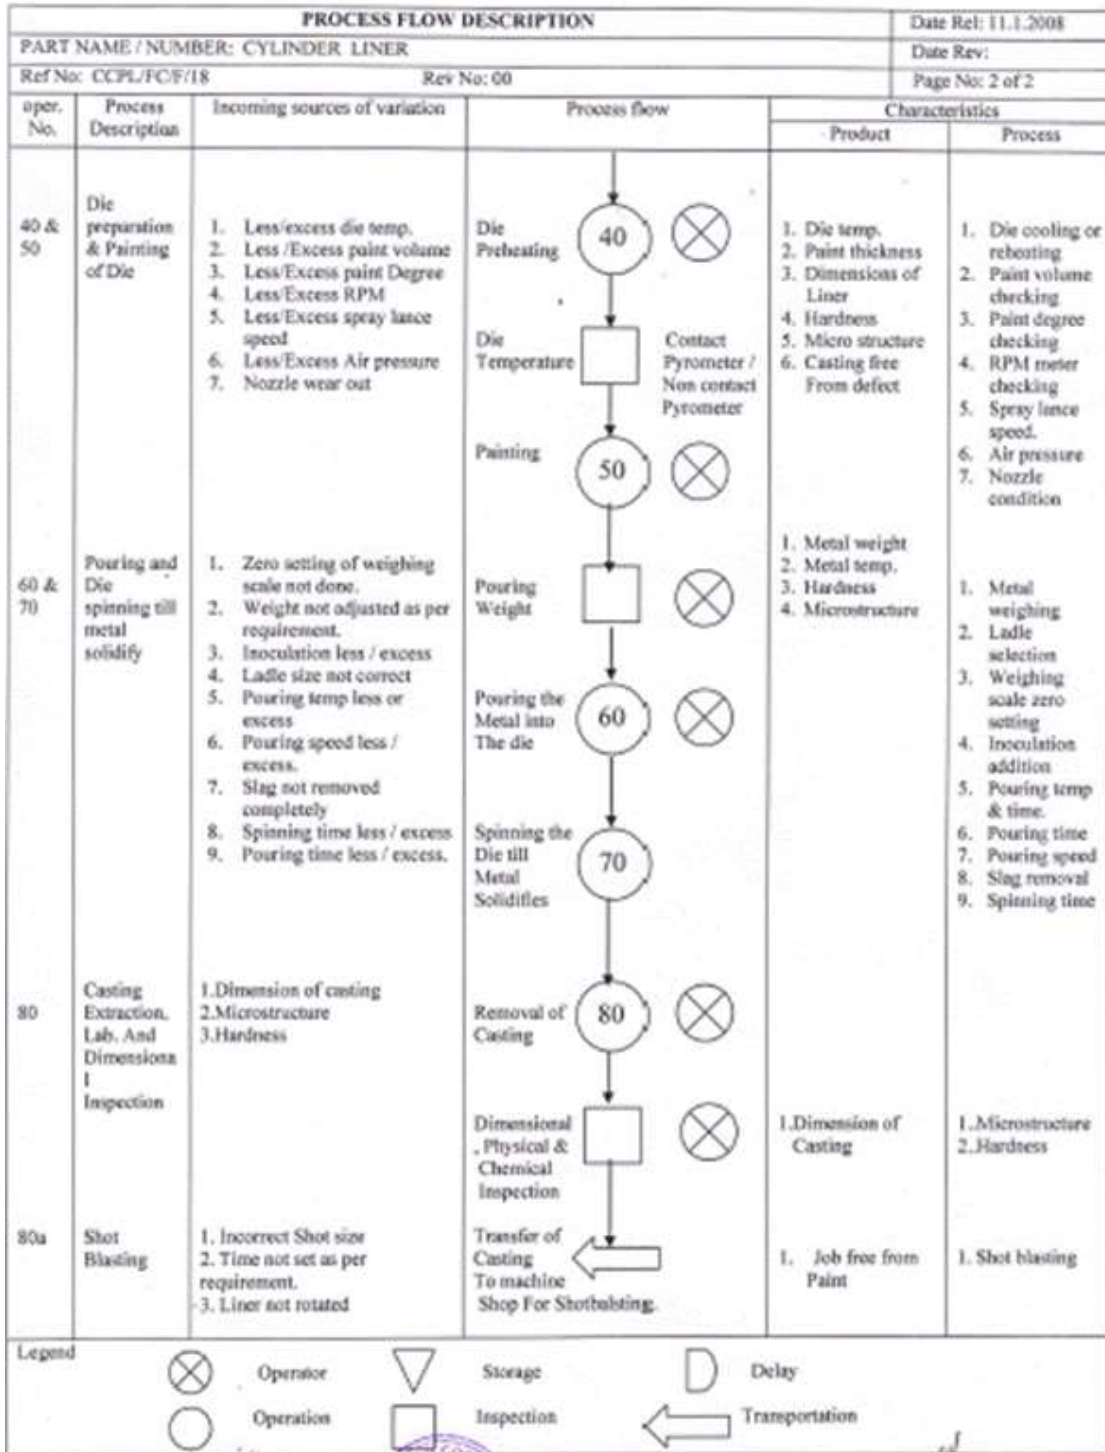 PROCESS FLOW DESCRIPTION
Date Rel: 11.1.2008
PART NAME / NUMBER: CYLINDER LINER
Date Rev:
Ref No: CCPL/FC/F/18
Rev No: 00
Page No: 2 of 2
oper. No.
Process Description
Incoming sources of variation
Process flow
Characteristics
Product
Process
40 &
50
Die
preparation
& Painting
of Die
1. Less/excess die temp.
2. Less /Excess paint volume
3. Less/Excess paint Degree
4. Less/Excess RPM
5. Less/Excess spray lance
speed
6. Less/Excess Air pressure
7. Nozzle wear out
Die
Preheating
40
Die
Temperature
Contact
Pyrometer /
Non contact
Pyrometer
Painting
50
1. Die temp.
2. Paint thickness
3. Dimensions of
Liner
4. Hardness
5. Micro structure
6. Casting free
From defect
1. Die cooling or
reheating
2. Paint volume
checking
3. Paint degree
checking
4. RPM meter
checking
5. Spray lance
speed.
6. Air pressure
7. Nozzle
condition
60 &
70
Pouring and
Die
spinning till
metal
solidify
1. Zero setting of weighing
scale not done.
2. Weight not adjusted as per
requirement.
3. Inoculation less / excess
4. Ladle size not correct
5. Pouring temp less or
excess
6. Pouring speed less /
excess.
7. Slag not removed
completely
8. Spinning time less / excess
9. Pouring time less / excess.
Pouring
Weight
Pouring the
Metal into
The die
60
Spinning the
Die till
Metal
Solidifies
70
1. Metal weight
2. Metal temp.
3. Hardness
4. Microstructure
1. Metal
weighing
2. Ladle
selection
3. Weighing
scale zero
setting
4. Inoculation
addition
5. Pouring temp
& time.
6. Pouring time
7. Pouring speed
8. Slag removal
9. Spinning time
80
Casting
Extraction,
Lab. And
Dimensiona
l
Inspection
1.Dimension of casting
2.Microstructure
3.Hardness
Removal of
Casting
80
Dimensional
, Physical &
Chemical
Inspection
1.Dimension of
Casting
1.Microstructure
2.Hardness
80a
Shot
Blasting
1. Incorrect Shot size
2. Time not set as per
requirement.
3. Liner not rotated
Transfer of
Casting
To machine
Shop For Shotbalsting.
1. Job free from
Paint
1. Shot blasting
Legend
Operator
Storage
Delay
Operation
Inspection
Transportation